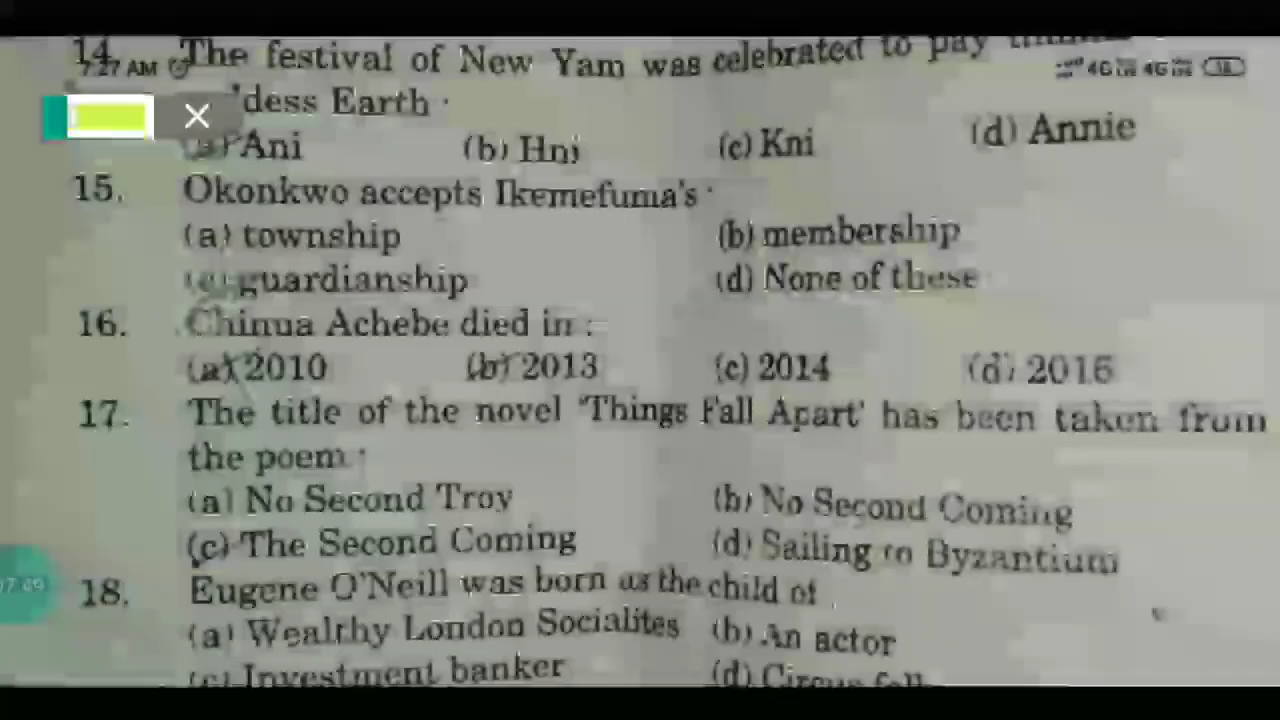 14. The festival of New Yam was celebrated to pay
7:27 AM 4G 4G 18
'dess Earth :
(a) Ani (b) Hni (c) Kni (d) Annie
15. Okonkwo accepts Ikemefuma's :
(a) township (b) membership
(c) guardianship (d) None of these
16. Chinua Achebe died in :
(a) 2010 (b) 2013 (c) 2014 (d) 2016
17. The title of the novel 'Things Fall Apart' has been taken from
the poem :
(a) No Second Troy (b) No Second Coming
(c) The Second Coming (d) Sailing to Byzantium
18. Eugene O'Neill was born as the child of
(a) Wealthy London Socialites (b) An actor
(c) Investment banker (d) Circus